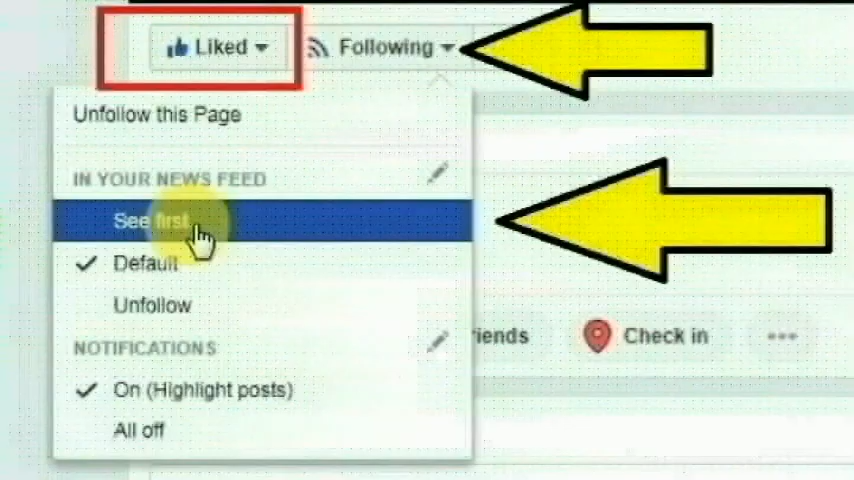 Liked Following
Unfollow this Page
IN YOUR NEWS FEED
See first
Default
Unfollow
NOTIFICATIONS
riends Check in
On (Highlight posts)
All off